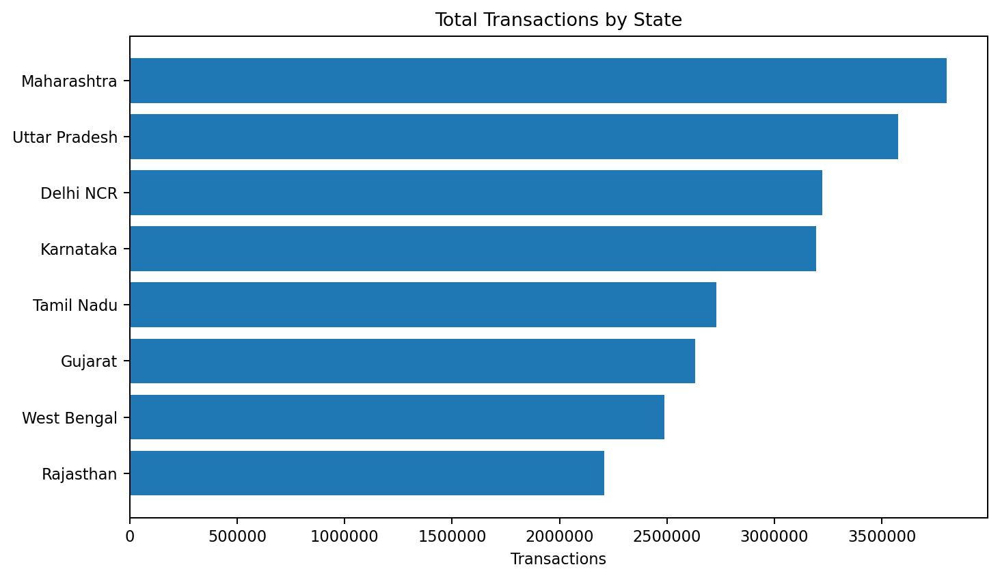 Total Transactions by State
Maharashtra
Uttar Pradesh
Delhi NCR
Karnataka
Tamil Nadu
Gujarat
West Bengal
Rajasthan
0 500000 1000000 1500000 2000000 2500000 3000000 3500000
Transactions